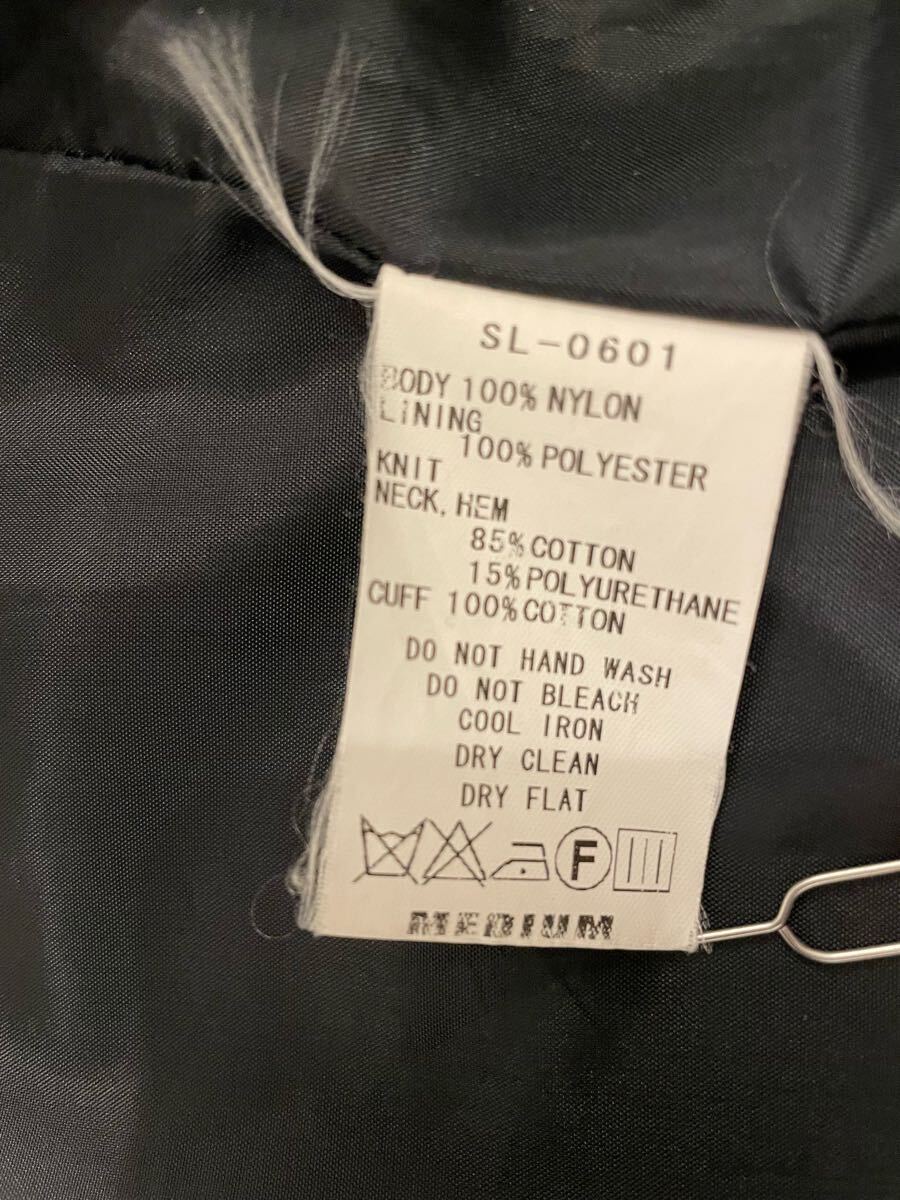 SL-0601
BODY 100% NYLON
LINING
100% POLYESTER
KNIT
NECK, HEM
85% COTTON
15% POLYURETHANE
CUFF 100% COTTON
DO NOT HAND WASH
DO NOT BLEACH
COOL IRON
DRY CLEAN
DRY FLAT
F
MEDIUM